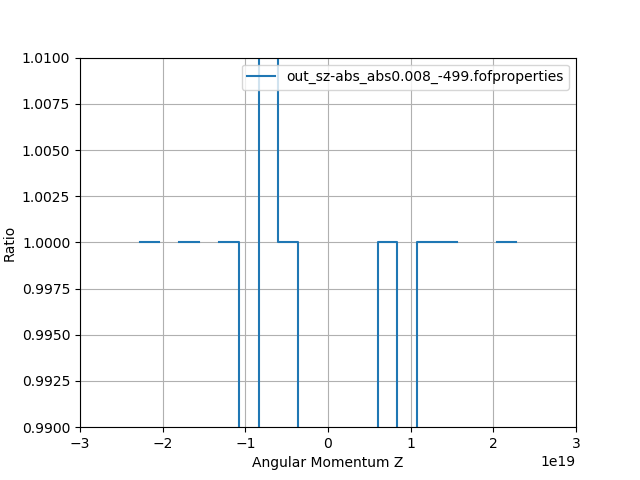 1.0100
1.0075
1.0050
1.0025
1.0000
0.9975
0.9950
0.9925
0.9900
Ratio
out_sz-abs_abs0.008_-499.fofproperties
−3 −2 −1 0 1 2 3
1e19
Angular Momentum Z